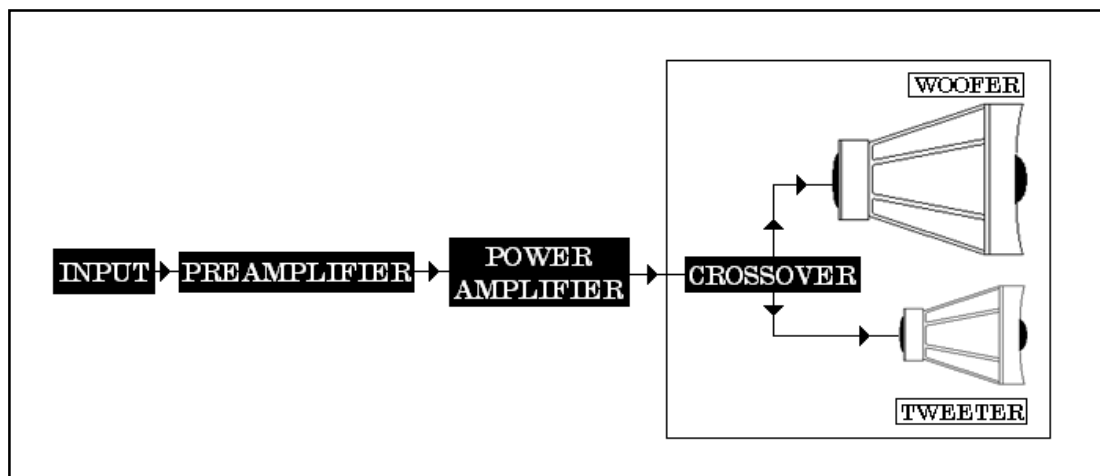 WOOFER
INPUT
PREAMPLIFIER
POWER
AMPLIFIER
CROSSOVER
TWEETER